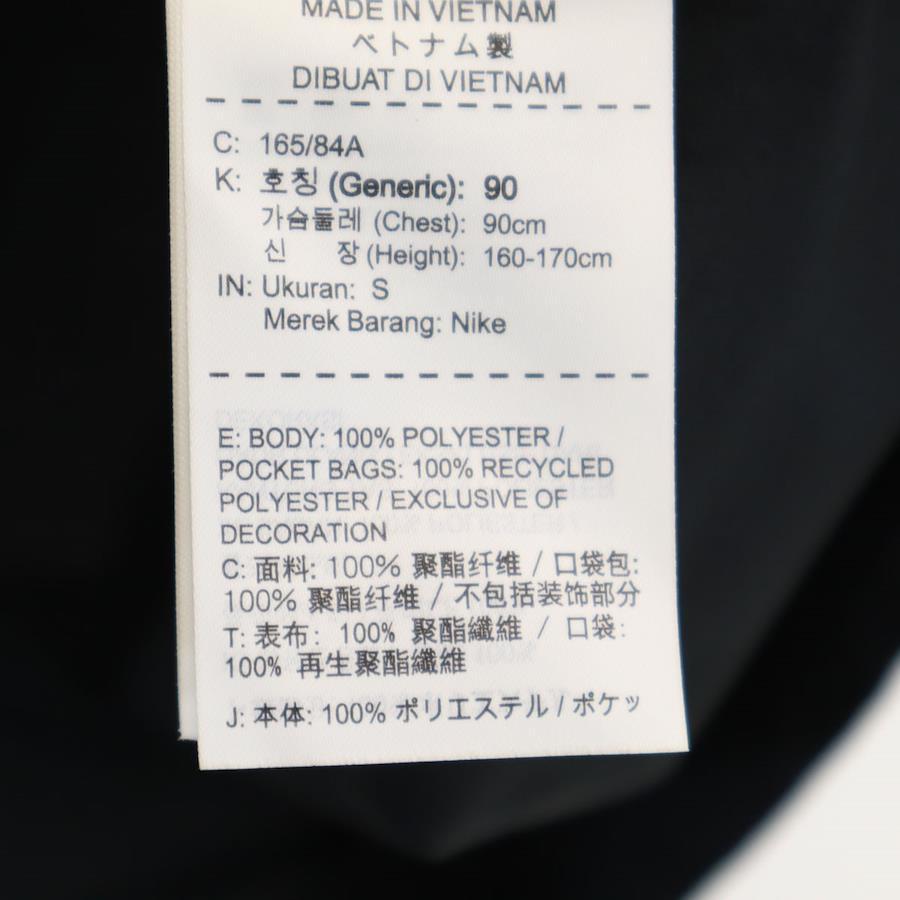 MADE IN VIETNAM
ベトナム製
DIBUAT DI VIETNAM
C: 165/84A
K: 호칭 (Generic): 90
가슴둘레 (Chest): 90cm
신 장 (Height): 160-170cm
IN: Ukuran: S
Merek Barang: Nike
E: BODY: 100% POLYESTER /
POCKET BAGS: 100% RECYCLED
POLYESTER / EXCLUSIVE OF
DECORATION
C: 面料: 100% 聚酯纤维 / 口袋包:
100% 聚酯纤维 / 不包括装饰部分
T: 表布: 100% 聚酯纖維 / 口袋:
100% 再生聚酯纖維
J: 本体: 100% ポリエステル / ポケッ